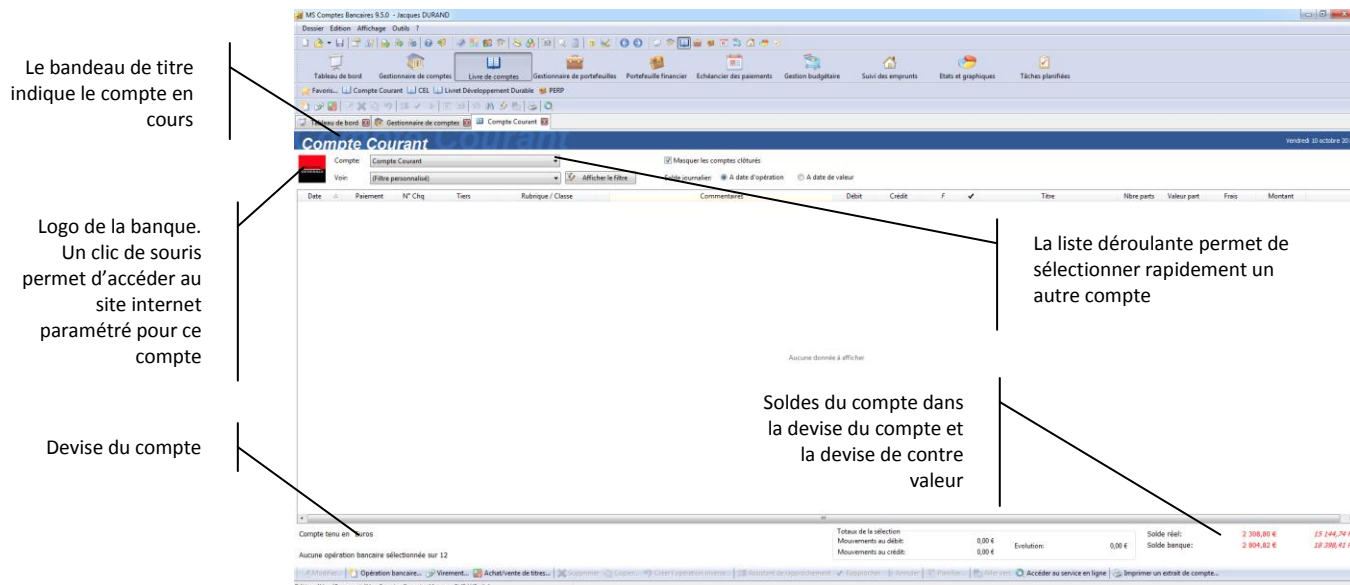 MS Comptes Bancaires 9.5.0 - Jacques DURAND
Dossier Edition Affichage Outils ?
Tableau de bord Gestionnaire de comptes Livre de comptes Gestionnaire de portefeuilles Portefeuille financier Echéancier des paiements Gestion budgétaire Suivi des emprunts Etats et graphiques Tâches planifiées
Favoris... Compte Courant CEL Livret Développement Durable PERP
Tableau de bord Gestionnaire de comptes Compte Courant
Compte Courant
Vendredi 10 octobre
Compte: Compte Courant
Masquer les comptes clôturés
Voir: (Filtre personnalisé) Afficher le filtre
Solde journalier: A date d'opération A date de valeur
Date Paiement N° Chq Tiers Rubrique / Classe Commentaires Débit Crédit F Titre Nbre parts Valeur part Frais Montant
Le bandeau de titre
indique le compte en
cours
Logo de la banque.
Un clic de souris
permet d'accéder au
site internet
paramétré pour ce
compte
Devise du compte
La liste déroulante permet de
sélectionner rapidement un
autre compte
Aucune donnée à afficher
Soldes du compte dans
la devise du compte et
la devise de contre
valeur
Compte tenu en Euros
Aucune opération bancaire sélectionnée sur 12
Totaux de la sélection
Mouvements au débit: 0,00 €
Mouvements au crédit: 0,00 €
Evolution: 0,00 €
Solde réel: 2 308,80 € 15 144,74
Solde banque: 2 804,82 € 18 398,41
Modifier... Opération bancaire... Virement... Achat/vente de titres... Supprimer Copier... Créer l'opération inverse... Assistant de rapprochement Rapprocher Annuler Planifier... Aller vers Accéder au service en ligne Imprimer un extrait de compte...